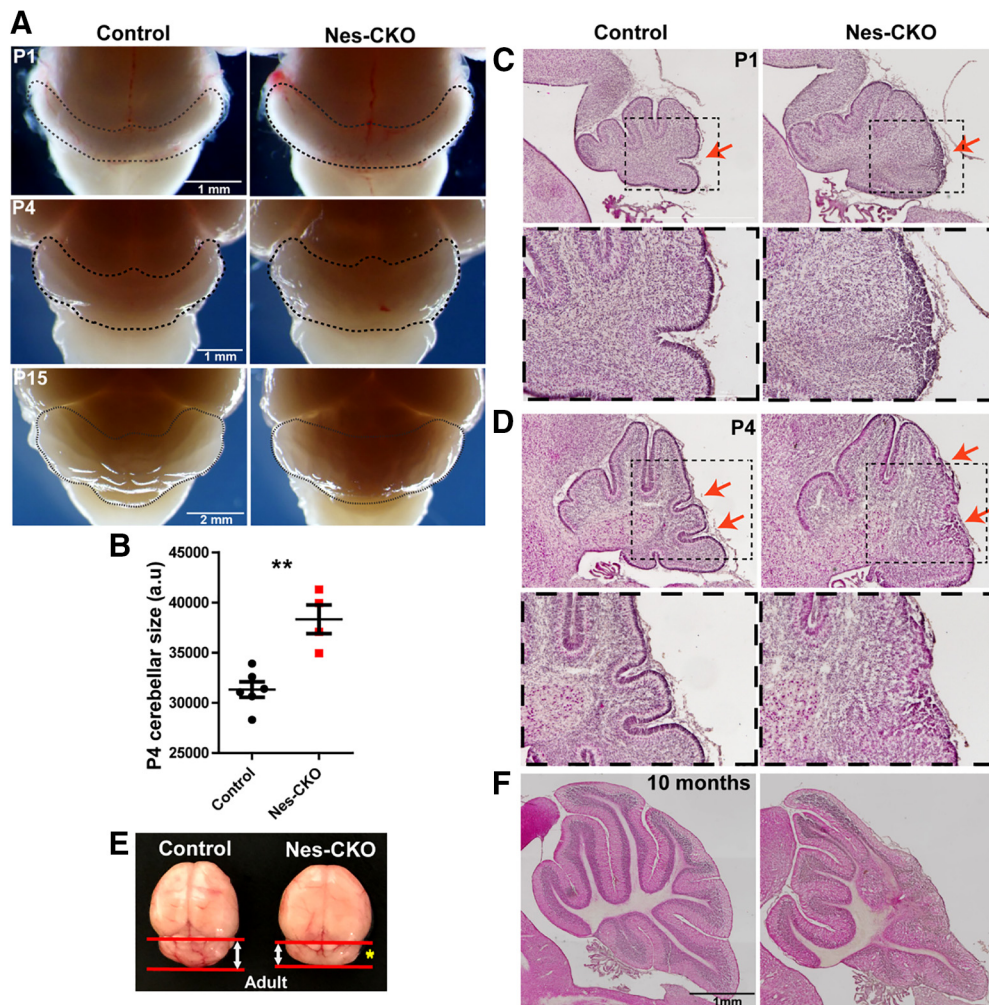 A
Control
Nes-CKO
P1
1 mm
P4
1 mm
P15
2 mm
B
P4 cerebellar size (a.u)
45000
40000
35000
30000
25000
**
Control
Nes-CKO
E
Control
Nes-CKO
*
Adult
Control
Nes-CKO
C
P1
D
P4
F
10 months
1mm